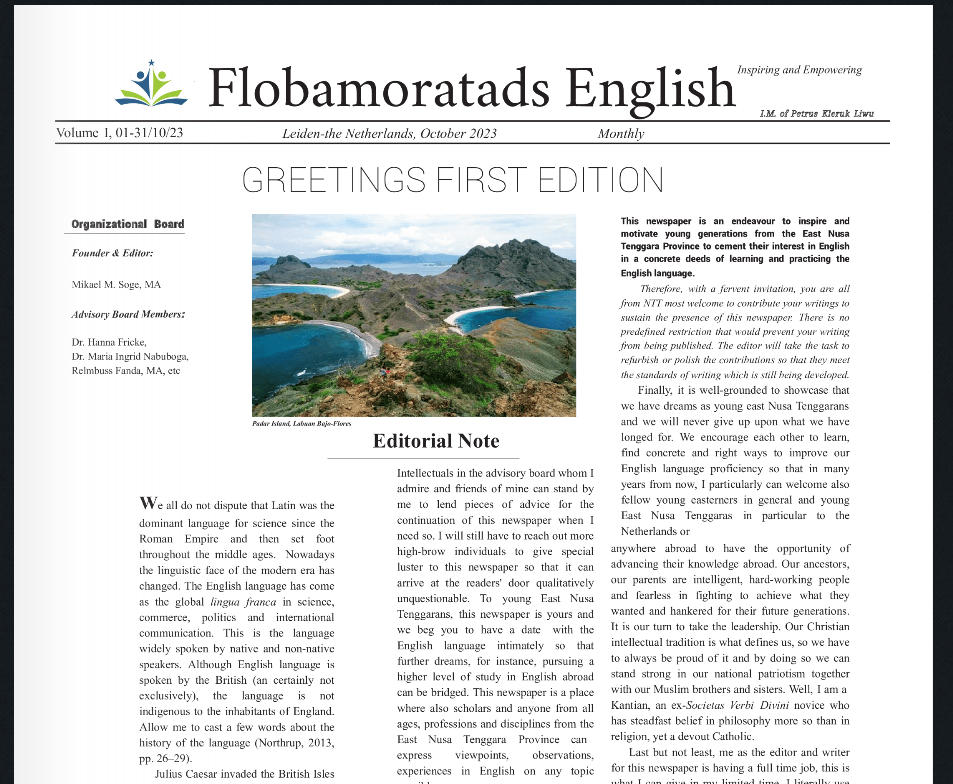 Flobamoratads English
Inspiring and Empowering
I.M. of Petrus Kleruk Liwu
Volume I, 01-31/10/23
Leiden-the Netherlands, October 2023
Monthly
GREETINGS FIRST EDITION
Organizational Board
Founder & Editor:
Mikael M. Soge, MA
Advisory Board Members:
Dr. Hanna Fricke,
Dr. Maria Ingrid Nabuboga,
Relmbuss Fanda, MA, etc
Padar Island, Labuan Bajo-Flores
Editorial Note
We all do not dispute that Latin was the
dominant language for science since the
Roman Empire and then set foot
throughout the middle ages. Nowadays
the linguistic face of the modern era has
changed. The English language has come
as the global lingua franca in science,
commerce, politics and international
communication. This is the language
widely spoken by native and non-native
speakers. Although English language is
spoken by the British (an certainly not
exclusively), the language is not
indigenous to the inhabitants of England.
Allow me to cast a few words about the
history of the language (Northrup, 2013,
pp. 26–29).
Julius Caesar invaded the British Isles
Intellectuals in the advisory board whom I
admire and friends of mine can stand by
me to lend pieces of advice for the
continuation of this newspaper when I
need so. I will still have to reach out more
high-brow individuals to give special
luster to this newspaper so that it can
arrive at the readers' door qualitatively
unquestionable. To young East Nusa
Tenggarans, this newspaper is yours and
we beg you to have a date with the
English language intimately so that
further dreams, for instance, pursuing a
higher level of study in English abroad
can be bridged. This newspaper is a place
where also scholars and anyone from all
ages, professions and disciplines from the
East Nusa Tenggara Province can
express viewpoints, observations,
experiences in English on any topic
This newspaper is an endeavour to inspire and
motivate young generations from the East Nusa
Tenggara Province to cement their interest in English
in a concrete deeds of learning and practicing the
English language.
Therefore, with a fervent invitation, you are all
from NTT most welcome to contribute your writings to
sustain the presence of this newspaper. There is no
predefined restriction that would prevent your writing
from being published. The editor will take the task to
refurbish or polish the contributions so that they meet
the standards of writing which is still being developed.
Finally, it is well-grounded to showcase that
we have dreams as young east Nusa Tenggarans
and we will never give up upon what we have
longed for. We encourage each other to learn,
find concrete and right ways to improve our
English language proficiency so that in many
years from now, I particularly can welcome also
fellow young easterners in general and young
East Nusa Tenggaras in particular to the
Netherlands or
anywhere abroad to have the opportunity of
advancing their knowledge abroad. Our ancestors,
our parents are intelligent, hard-working people
and fearless in fighting to achieve what they
wanted and hankered for their future generations.
It is our turn to take the leadership. Our Christian
intellectual tradition is what defines us, so we have
to always be proud of it and by doing so we can
stand strong in our national patriotism together
with our Muslim brothers and sisters. Well, I am a
Kantian, an ex-Societas Verbi Divini novice who
has steadfast belief in philosophy more so than in
religion, yet a devout Catholic.
Last but not least, me as the editor and writer
for this newspaper is having a full time job, this is
what I can give in my limited time. I literally use